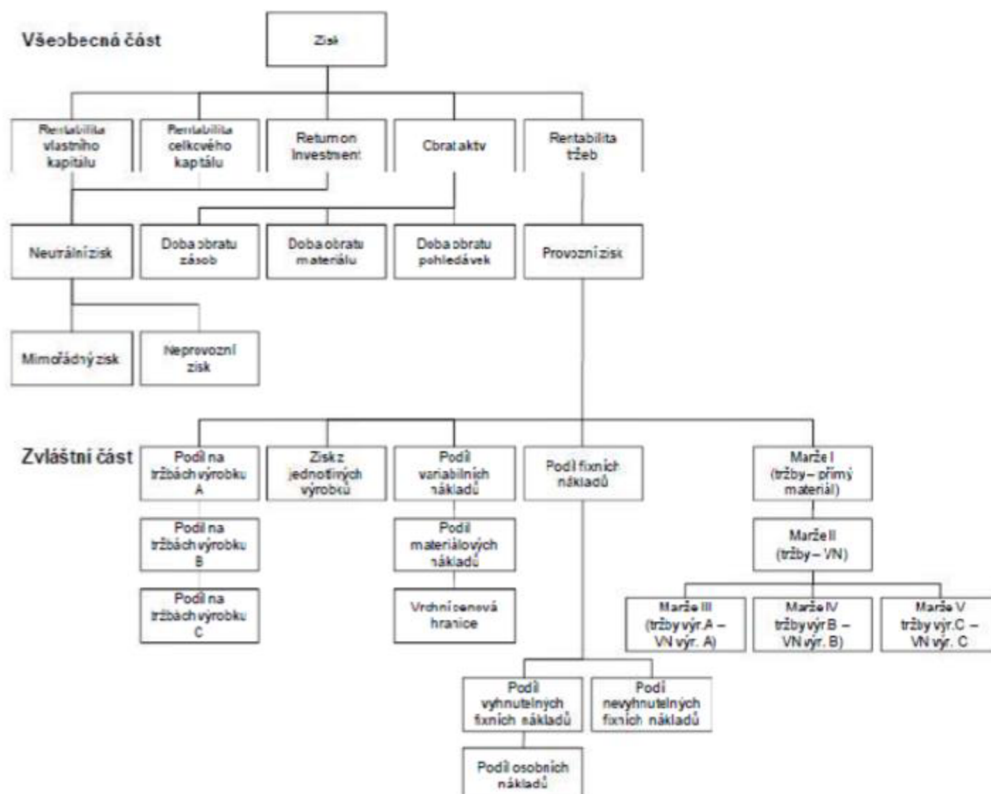 Všeobecná část
Zisk
Rentabilita
vlastního
kapitálu
Rentabilita
celkového
kaptálu
Return on
Investment
Cbrat aktv
Rentabilita
tržeb
Neutrální zisk
Doba obratu
zásob
Doba obratu
materiálu
Doba obratu
pohledávek
Provozní zisk
Mimořádný zisk
Neprovozní
zisk
Zvláštní část
Podíl na
tržbách výrobku
A
Zisk z
jednotlivých
výrobků
Podíl
variabilních
nákladů
Podíl fixních
nákladů
Marže I
(tržby – přímý
materiál)
Podíl na
tržbách výrobku
B
Podíl
materiálových
nákladů
Marže II
(tržby – VN)
Podíl na
tržbách výrobku
C
Vrchní cenová
hranice
Marže III
(tržby výr. A –
VN výr. A)
Marže IV
tržby výr B –
VN výr. B)
Marže V
tržby výr. C –
VN výr. C
Podíl
vyhnutelných
fixních nákladů
Podí
nevyhnutelných
fixních nákladů
Podíl osobních
nákladů